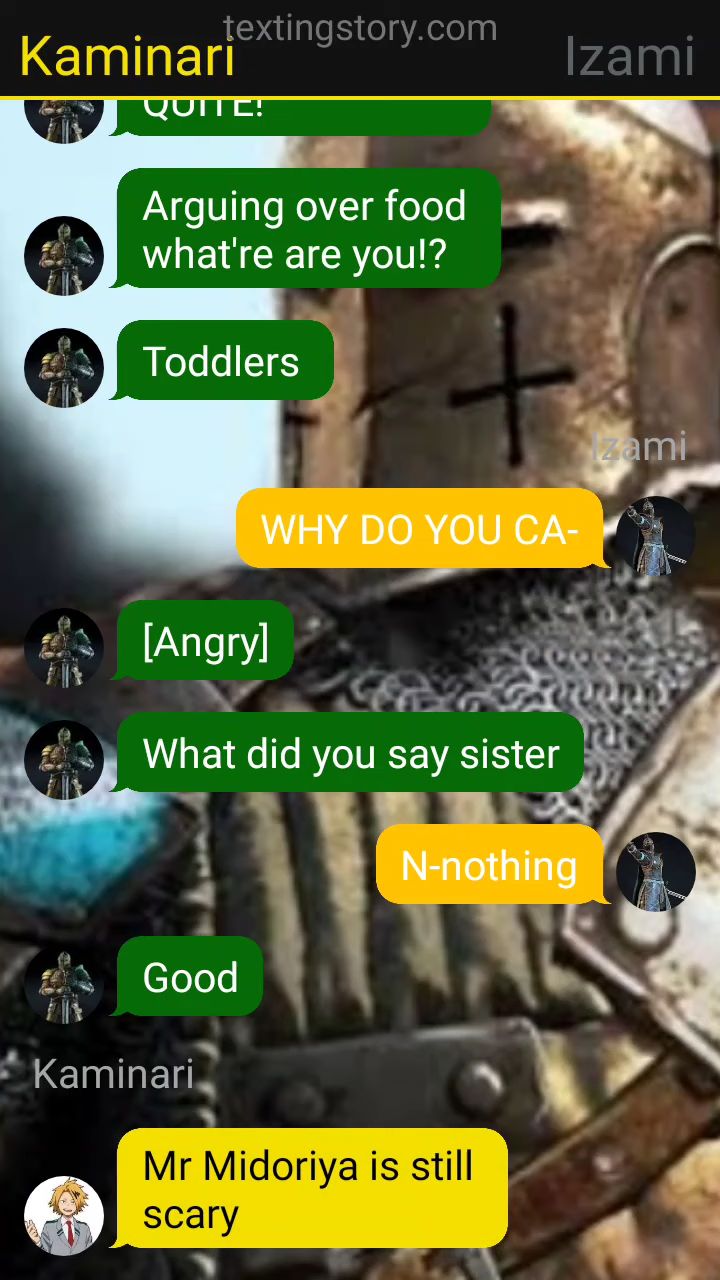 textingstory.com
Kaminari
Izami
QUITE!
Arguing over food
what're are you!?
Toddlers
Izami
WHY DO YOU CA-
[Angry]
What did you say sister
N-nothing
Good
Kaminari
Mr Midoriya is still
scary